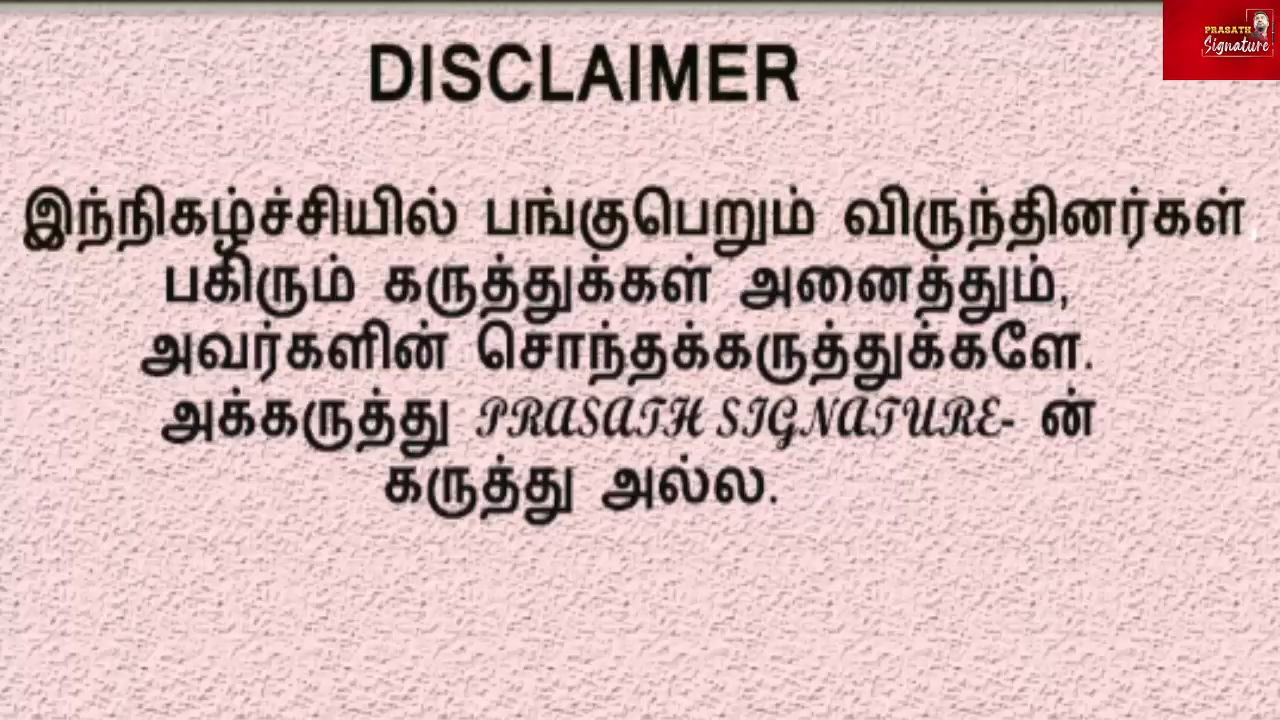 PRASATH
Signature
DISCLAIMER
இந்நிகழ்ச்சியில் பங்குபெறும் விருந்தினர்கள்,
பகிரும் கருத்துக்கள் அனைத்தும்,
அவர்களின் சொந்தக்கருத்துக்களே.
அக்கருத்து PRASATH SIGNATURE- ன்
கருத்து அல்ல.